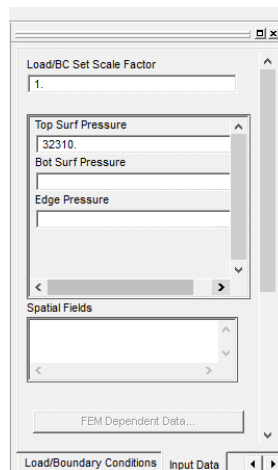 Load/BC Set Scale Factor
1.
Top Surf Pressure
32310.
Bot Surf Pressure
Edge Pressure
Spatial Fields
FEM Dependent Data...
Load/Boundary Conditions Input Data